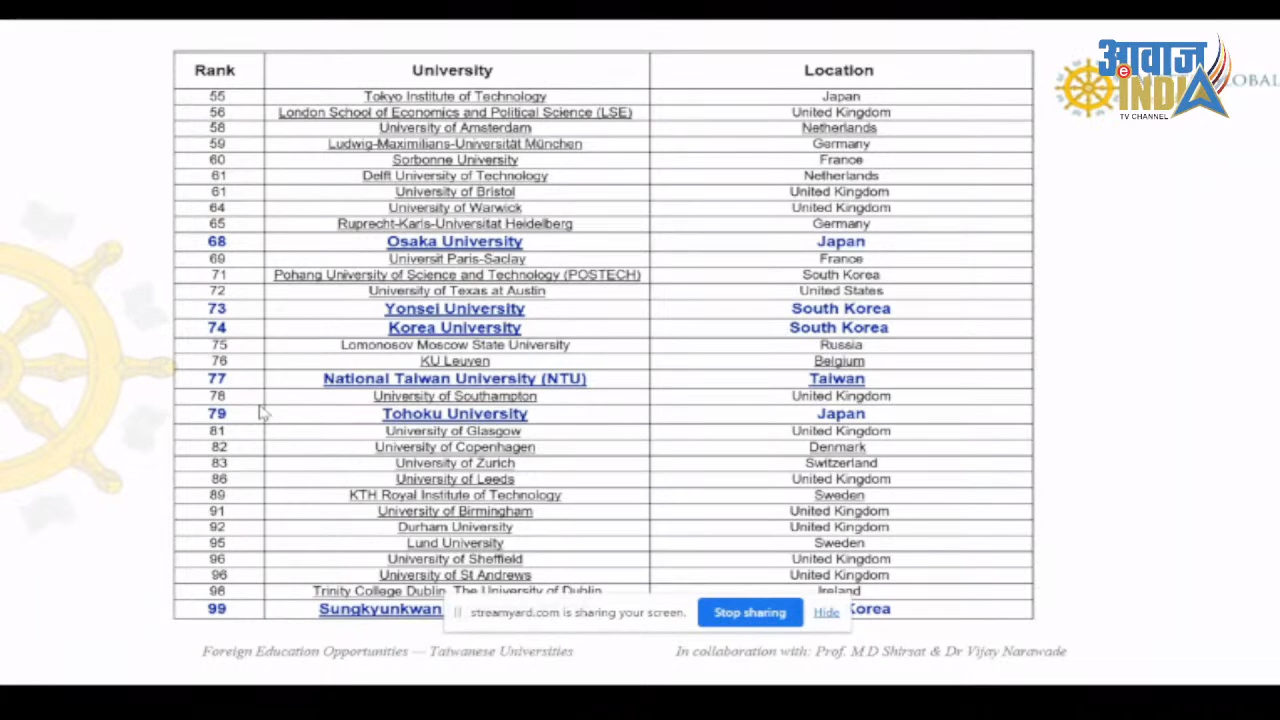 आवाज
e
INDIA
TV CHANNEL
OBAL
Rank University Location
55 Tokyo Institute of Technology Japan
56 London School of Economics and Political Science (LSE) United Kingdom
58 University of Amsterdam Netherlands
59 Ludwig-Maximilians-Universität München Germany
60 Sorbonne University France
61 Delft University of Technology Netherlands
61 University of Bristol United Kingdom
64 University of Warwick United Kingdom
65 Ruprecht-Karls-Universitat Heidelberg Germany
68 Osaka University Japan
69 Universit Paris-Saclay France
71 Pohang University of Science and Technology (POSTECH) South Korea
72 University of Texas at Austin United States
73 Yonsei University South Korea
74 Korea University South Korea
75 Lomonosov Moscow State University Russia
76 KU Leuven Belgium
77 National Taiwan University (NTU) Taiwan
78 University of Southampton United Kingdom
79 Tohoku University Japan
81 University of Glasgow United Kingdom
82 University of Copenhagen Denmark
83 University of Zurich Switzerland
86 University of Leeds United Kingdom
89 KTH Royal Institute of Technology Sweden
91 University of Birmingham United Kingdom
92 Durham University United Kingdom
95 Lund University Sweden
96 University of Sheffield United Kingdom
96 University of St Andrews United Kingdom
98 Trinity College Dublin, The University of Dublin Ireland
99 Sungkyunkwan Korea
streamyard.com is sharing your screen. Stop sharing Hide
Foreign Education Opportunities — Taiwanese Universities In collaboration with: Prof. M D Shirsat & Dr Vijay Narawade